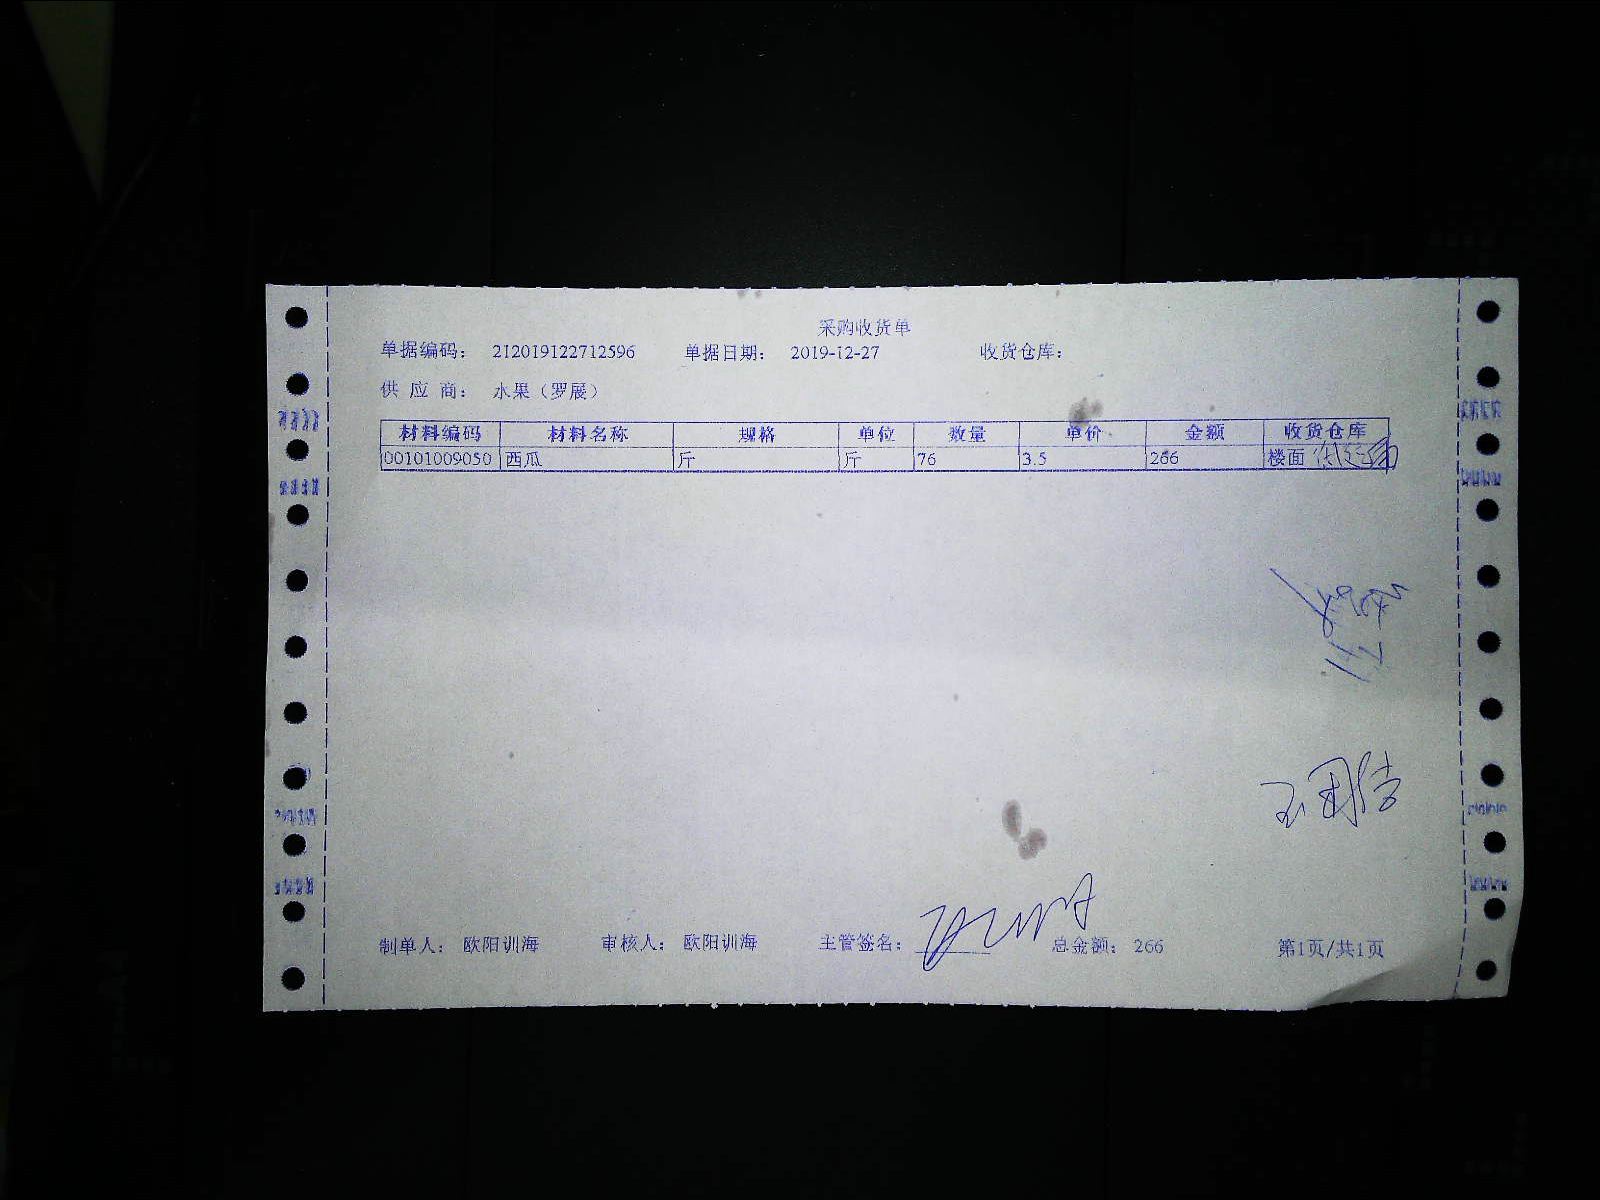 采购收货单
单据编码： 212019122712596 单据日期： 2019-12-27 收货仓库：
供 应 商： 水果（罗展）
材料编码 材料名称 规格 单位 数量 单价 金额 收货仓库
00101009050 西瓜 斤 斤 76 3.5 266 楼面
制单人： 欧阳训海 审核人： 欧阳训海 主管签名： 总金额： 266 第1页/共1页